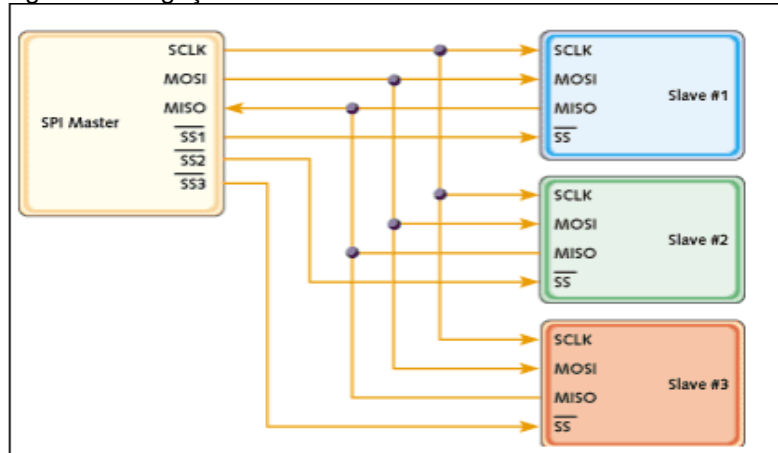 SCLK
MOSI
MISO
SS1
SS2
SS3
SPI Master
SCLK
MOSI
MISO
SS
Slave #1
SCLK
MOSI
MISO
SS
Slave #2
SCLK
MOSI
MISO
SS
Slave #3